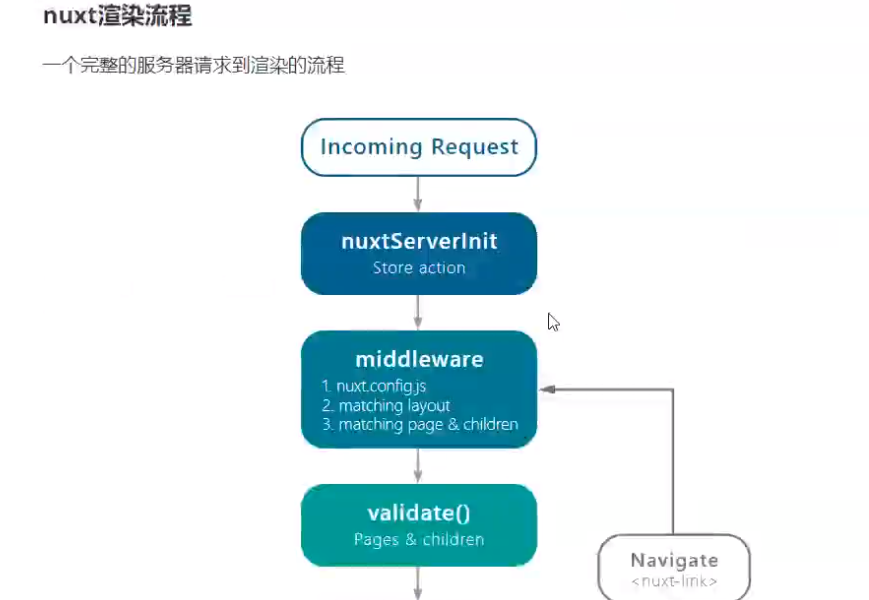 nuxt渲染流程
一个完整的服务器请求到渲染的流程
Incoming Request
nuxtServerInit
Store action
middleware
1. nuxt.config.js
2. matching layout
3. matching page & children
validate()
Pages & children
Navigate
<nuxt-link>